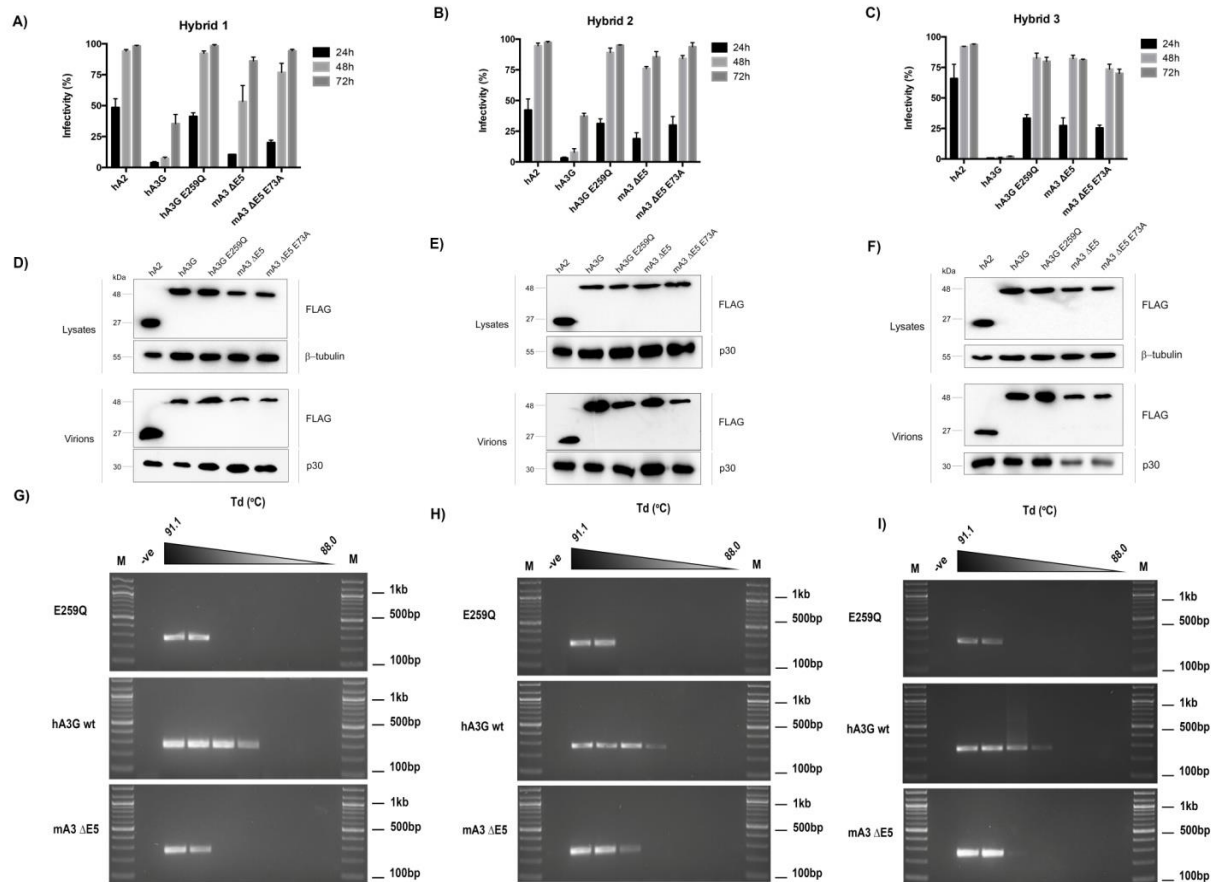 A)
Hybrid 1
Infectivity (%)
100
75
50
25
0
24h
48h
72h
hA2
hA3G
hA3G E259Q
mA3 ΔE5
mA3 ΔE5 E73A
B)
Hybrid 2
Infectivity (%)
100
75
50
25
0
24h
48h
72h
hA2
hA3G
hA3G E259Q
mA3 ΔE5
mA3 ΔE5 E73A
C)
Hybrid 3
Infectivity (%)
100
75
50
25
0
24h
48h
72h
hA2
hA3G
hA3G E259Q
mA3 ΔE5
mA3 ΔE5 E73A
D)
hA2
hA3G
hA3G E259Q
mA3 ΔE5
mA3 ΔE5 E73A
kDa
48
27
FLAG
Lysates
55
β-tubulin
48
27
FLAG
Virions
30
p30
E)
hA2
hA3G
hA3G E259Q
mA3 ΔE5
mA3 ΔE5 E73A
48
27
FLAG
Lysates
55
p30
48
27
FLAG
Virions
30
p30
F)
hA2
hA3G
hA3G E259Q
mA3 ΔE5
mA3 ΔE5 E73A
kDa
48
27
FLAG
Lysates
55
β-tubulin
48
27
FLAG
Virions
30
p30
G)
Td (ºC)
91.1
88.0
M
-ve
M
E259Q
1kb
500bp
100bp
hA3G wt
1kb
500bp
100bp
mA3 ΔE5
1kb
500bp
100bp
H)
Td (ºC)
91.1
88.0
M
-ve
M
E259Q
1kb
500bp
100bp
hA3G wt
1kb
500bp
100bp
mA3 ΔE5
1kb
500bp
100bp
I)
Td (ºC)
91.1
88.0
M
-ve
M
E259Q
1kb
500bp
100bp
hA3G wt
1kb
500bp
100bp
mA3 ΔE5
1kb
500bp
100bp